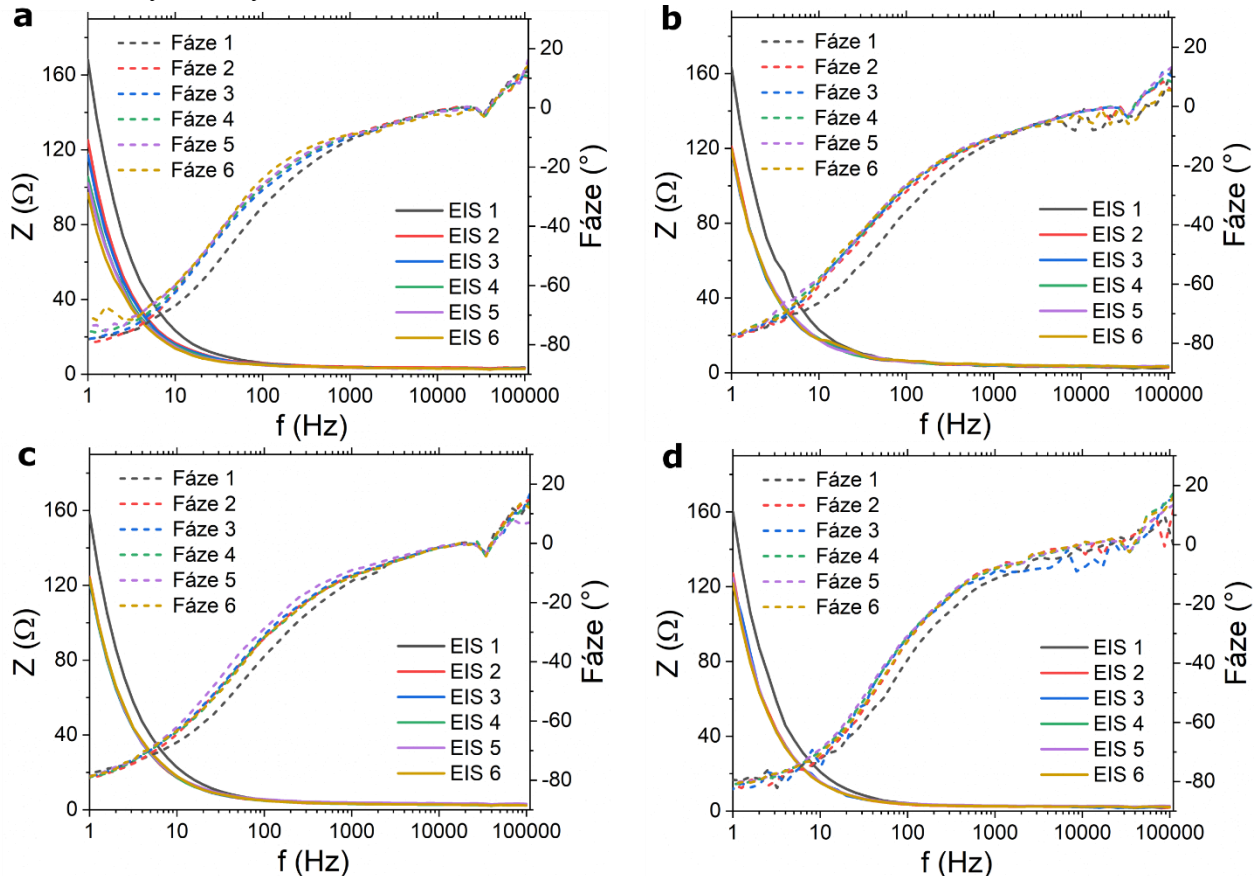 a
Z (Ω)
160
120
80
40
0
Fáze 1
Fáze 2
Fáze 3
Fáze 4
Fáze 5
Fáze 6
EIS 1
EIS 2
EIS 3
EIS 4
EIS 5
EIS 6
20
0
-20
-40
-60
-80
Fáze (°)
1 10 100 1000 10000 100000
f (Hz)
b
Z (Ω)
160
120
80
40
0
Fáze 1
Fáze 2
Fáze 3
Fáze 4
Fáze 5
Fáze 6
EIS 1
EIS 2
EIS 3
EIS 4
EIS 5
EIS 6
20
0
-20
-40
-60
-80
Fáze (°)
1 10 100 1000 10000 100000
f (Hz)
c
Z (Ω)
160
120
80
40
0
Fáze 1
Fáze 2
Fáze 3
Fáze 4
Fáze 5
Fáze 6
EIS 1
EIS 2
EIS 3
EIS 4
EIS 5
EIS 6
20
0
-20
-40
-60
-80
Fáze (°)
1 10 100 1000 10000 100000
f (Hz)
d
Z (Ω)
160
120
80
40
0
Fáze 1
Fáze 2
Fáze 3
Fáze 4
Fáze 5
Fáze 6
EIS 1
EIS 2
EIS 3
EIS 4
EIS 5
EIS 6
20
0
-20
-40
-60
-80
Fáze (°)
1 10 100 1000 10000 100000
f (Hz)